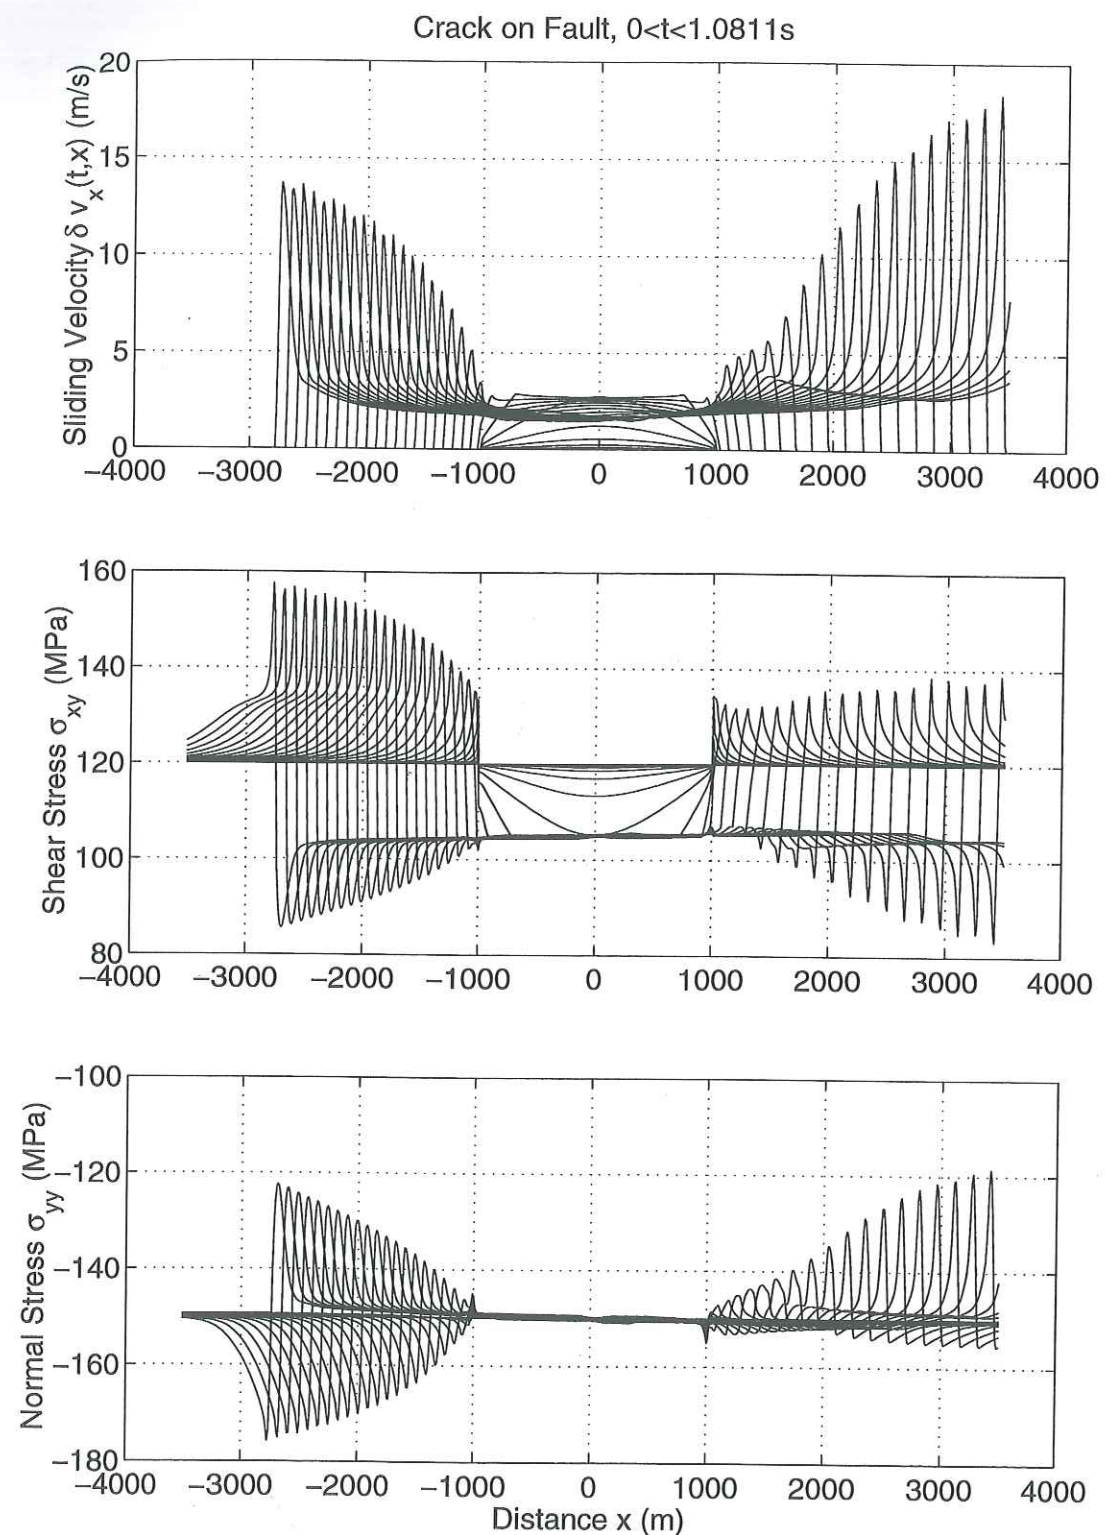 Crack on Fault, 0<t<1.0811s
Sliding Velocity δ v_x(t,x) (m/s)
20
15
10
5
0
−4000 −3000 −2000 −1000 0 1000 2000 3000 4000
Shear Stress σ_xy (MPa)
160
140
120
100
80
−4000 −3000 −2000 −1000 0 1000 2000 3000 4000
Normal Stress σ_yy (MPa)
−100
−120
−140
−160
−180
−4000 −3000 −2000 −1000 0 1000 2000 3000 4000
Distance x (m)